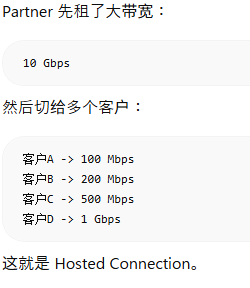 Partner 先租了大带宽：
10 Gbps
然后切给多个客户：
客户A -> 100 Mbps
客户B -> 200 Mbps
客户C -> 500 Mbps
客户D -> 1 Gbps
这就是 Hosted Connection。